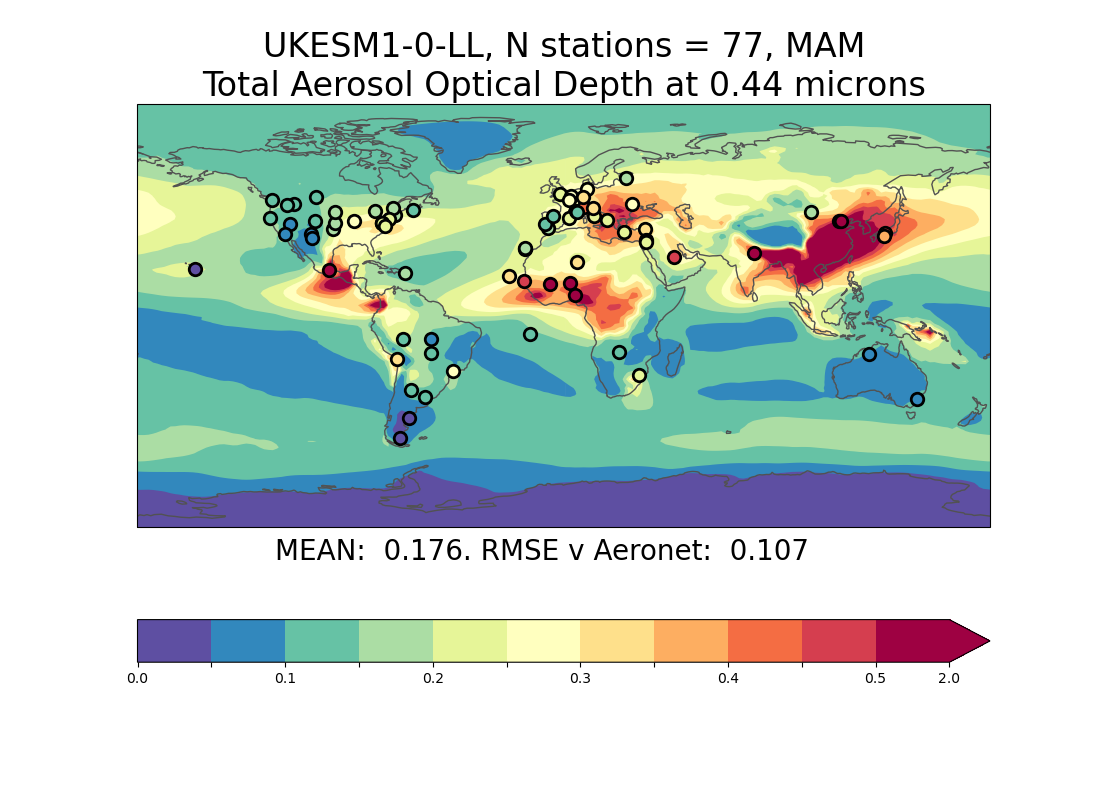 UKESM1-0-LL, N stations = 77, MAM
Total Aerosol Optical Depth at 0.44 microns
MEAN:  0.176. RMSE v Aeronet:  0.107
0.0 0.1 0.2 0.3 0.4 0.5 2.0